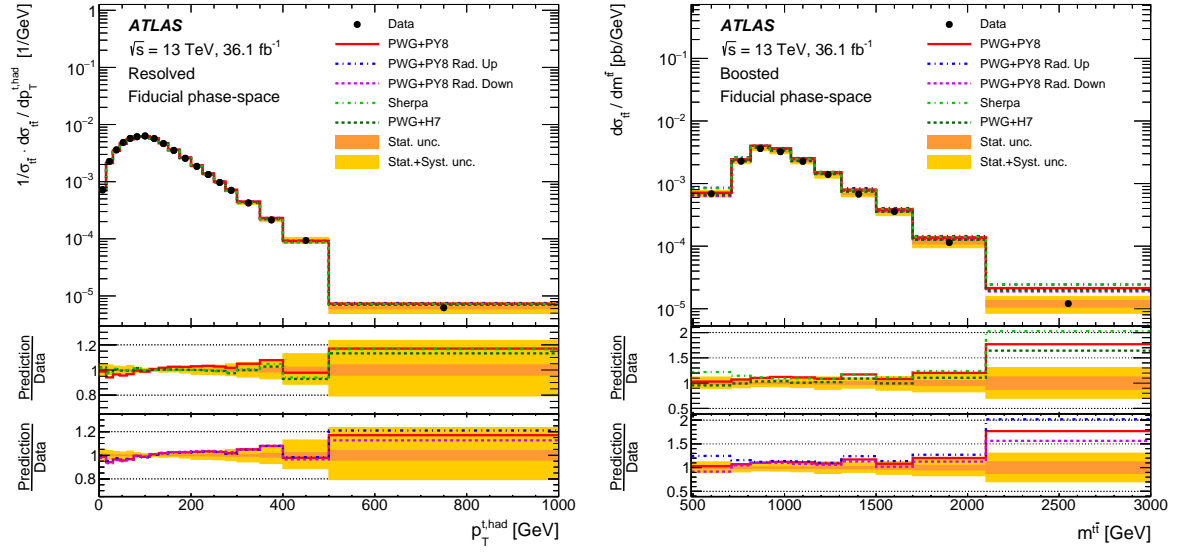 ATLAS
√s = 13 TeV, 36.1 fb⁻¹
Resolved
Fiducial phase-space
Data
PWG+PY8
PWG+PY8 Rad. Up
PWG+PY8 Rad. Down
Sherpa
PWG+H7
Stat. unc.
Stat.+Syst. unc.
1/σ_tt̄ · dσ_tt̄ / dp_T^t,had [1/GeV]
1
10⁻¹
10⁻²
10⁻³
10⁻⁴
10⁻⁵
Prediction
Data
1.2
1
0.8
Prediction
Data
1.2
1
0.8
0 200 400 600 800 1000
p_T^t,had [GeV]
ATLAS
√s = 13 TeV, 36.1 fb⁻¹
Boosted
Fiducial phase-space
Data
PWG+PY8
PWG+PY8 Rad. Up
PWG+PY8 Rad. Down
Sherpa
PWG+H7
Stat. unc.
Stat.+Syst. unc.
dσ_tt̄ / dm^tt̄ [pb/GeV]
1
10⁻¹
10⁻²
10⁻³
10⁻⁴
10⁻⁵
Prediction
Data
2
1.5
1
0.5
Prediction
Data
2
1.5
1
0.5
500 1000 1500 2000 2500 3000
m^tt̄ [GeV]